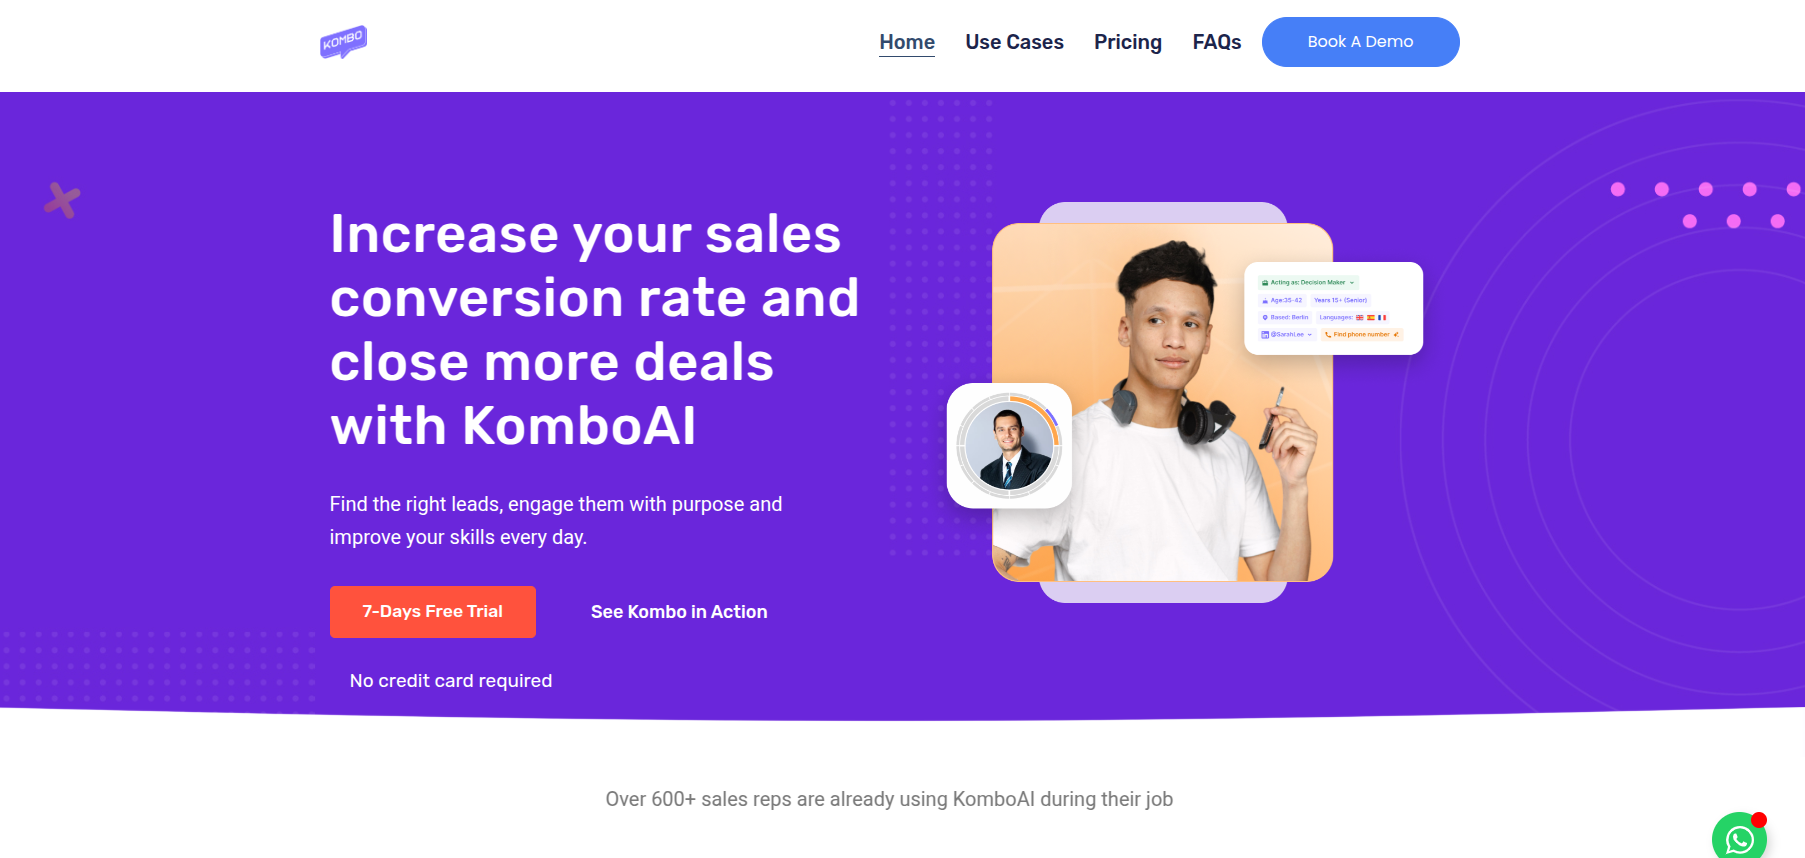 KOMBO
Home
Use Cases
Pricing
FAQs
Book A Demo
Increase your sales
conversion rate and
close more deals
with KomboAI
Find the right leads, engage them with purpose and
improve your skills every day.
7-Days Free Trial
See Kombo in Action
No credit card required
Acting as: Decision Maker
Age:35-42
Years 15+ (Senior)
Based: Berlin
Languages:
@SarahLee
Find phone number
Over 600+ sales reps are already using KomboAI during their job